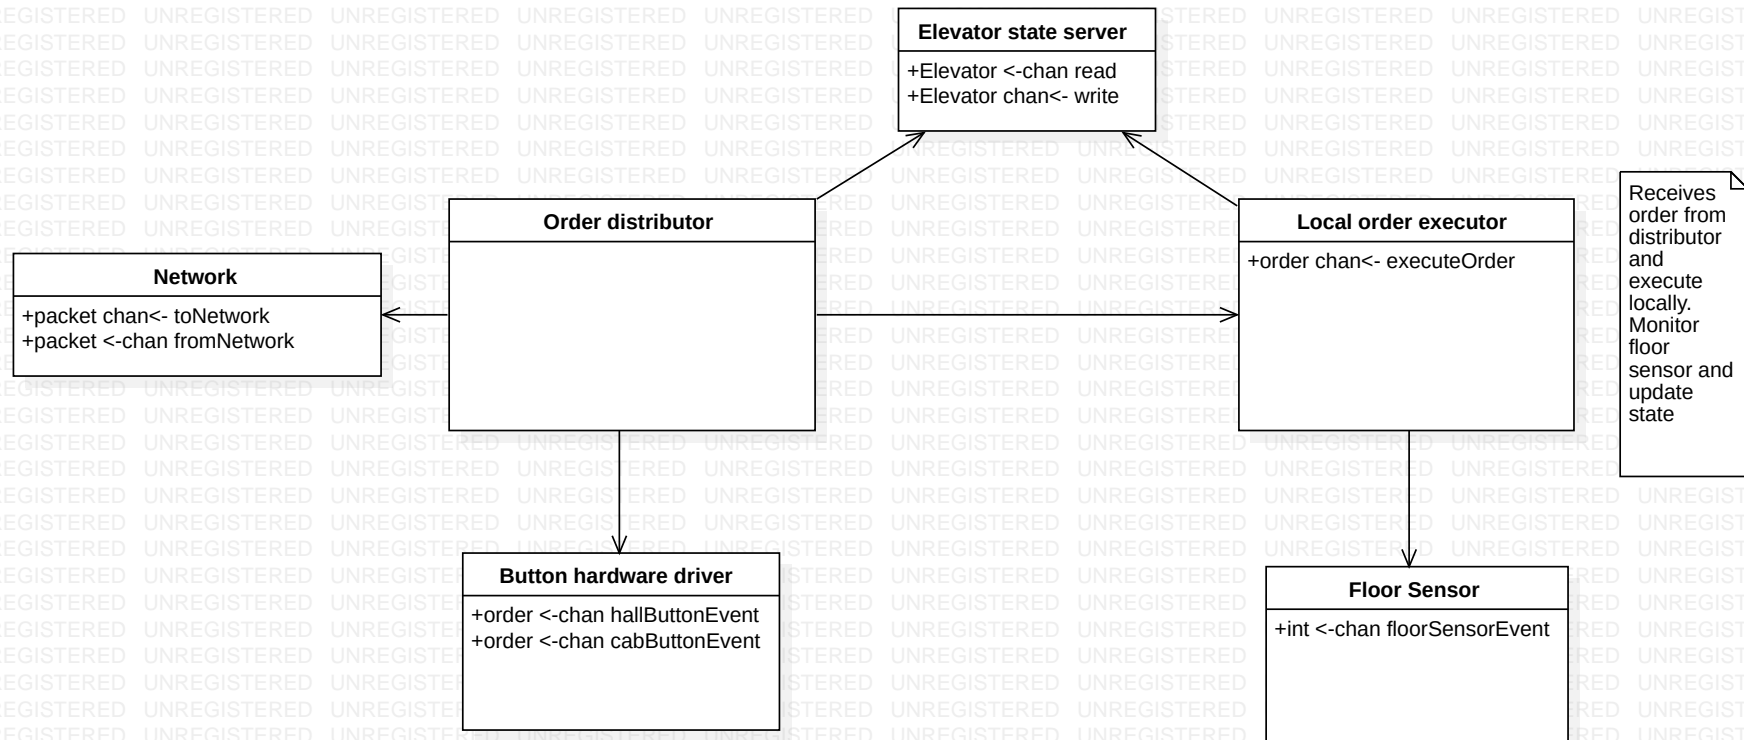 Elevator state server
+Elevator <-chan read
+Elevator chan<- write
Order distributor
Local order executor
+order chan<- executeOrder
Network
+packet chan<- toNetwork
+packet <-chan fromNetwork
Receives
order from
distributor
and
execute
locally.
Monitor
floor
sensor and
update
state
Button hardware driver
+order <-chan hallButtonEvent
+order <-chan cabButtonEvent
Floor Sensor
+int <-chan floorSensorEvent
UNREGISTERED